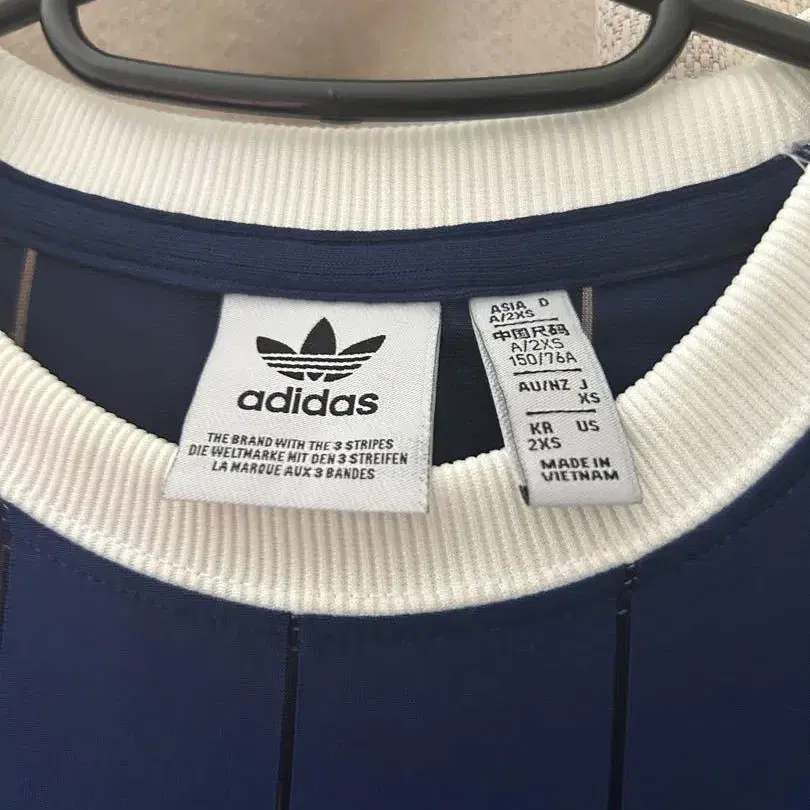 adidas
THE BRAND WITH THE 3 STRIPES
DIE WELTMARKE MIT DEN 3 STREIFEN
LA MARQUE AUX 3 BANDES
ASIA D
A/2XS
中国尺码
A/2XS
150/76A
AU/NZ J
XS
KR US
2XS
MADE IN
VIETNAM